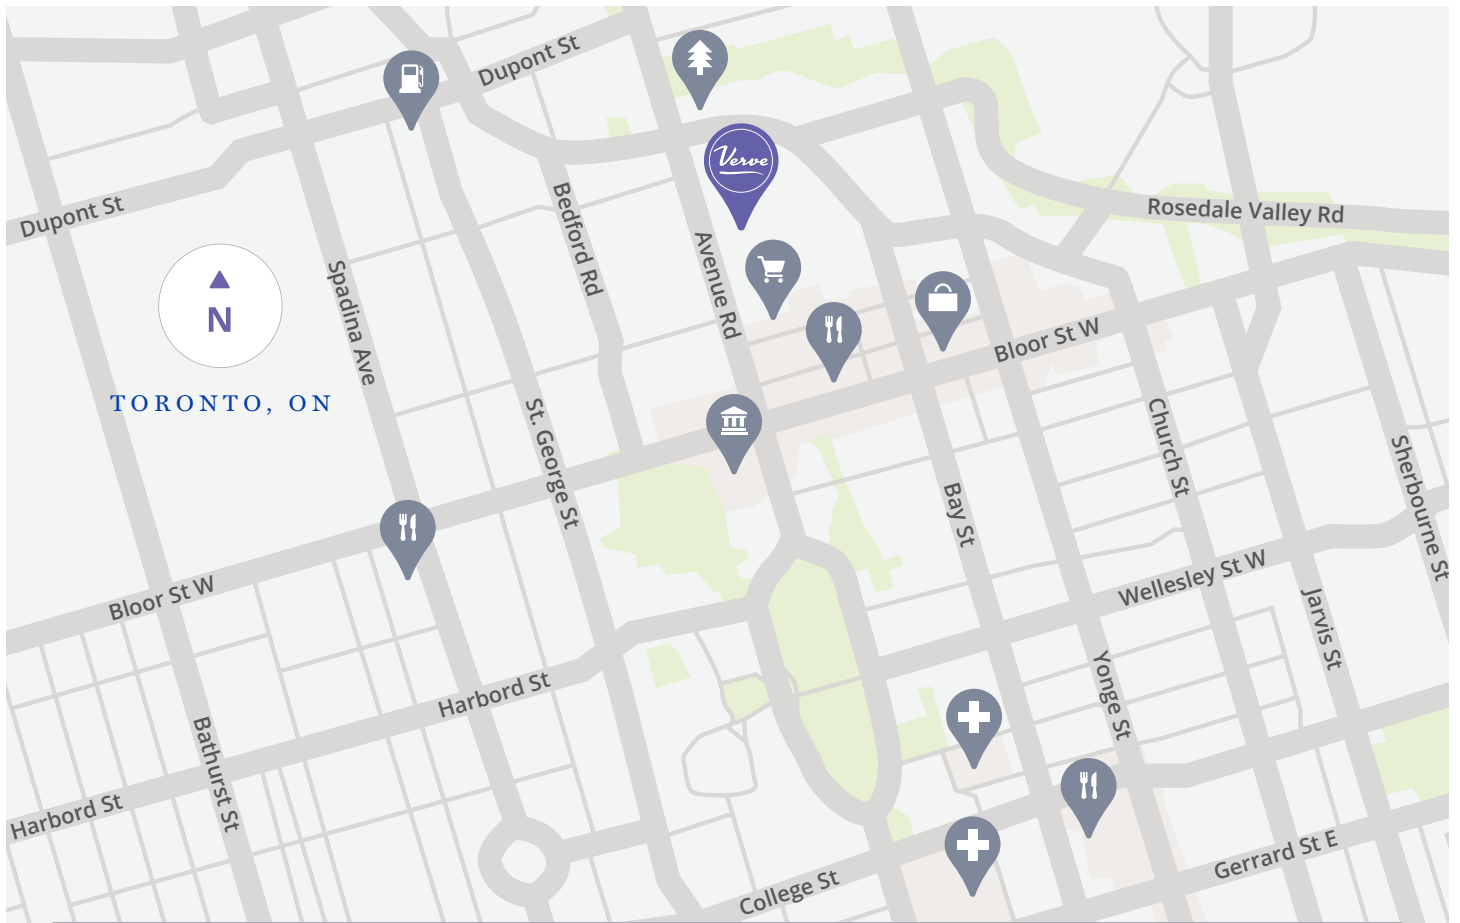 Dupont St
Verve
Dupont St
Bedford Rd
Rosedale Valley Rd
Spadina Ave
Avenue Rd
N
TORONTO, ON
Bloor St W
St. George St
Church St
Sherbourne St
Bay St
Bloor St W
Wellesley St W
Jarvis St
Harbord St
Yonge St
Bathurst St
Harbord St
Gerrard St E
College St